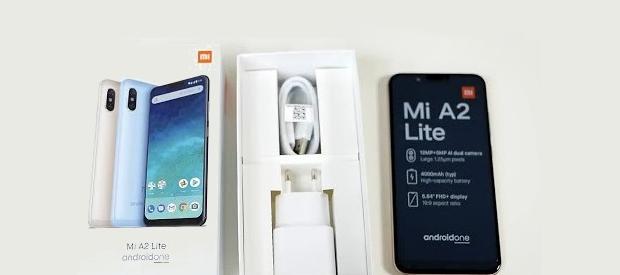 mi
Mi A2 Lite
androidone
mi
Mi A2
Lite
12MP+5MP AI dual camera
Large 1.25μm pixels
4000mAh (typ)
High-capacity battery
5.84" FHD+ display
19:9 aspect ratio
androidone